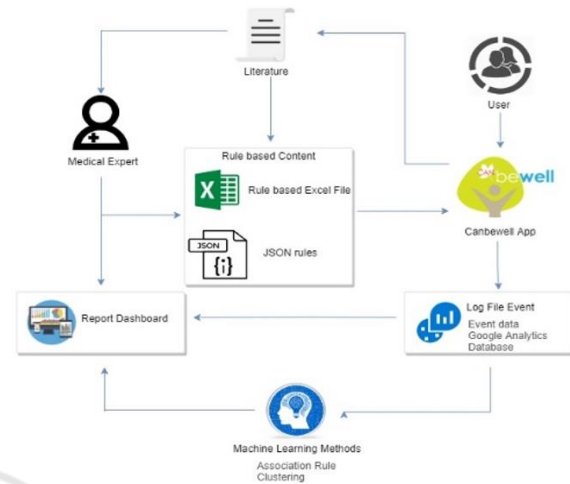 Literature
User
Medical Expert
Rule based Content
Rule based Excel File
X
JSON
{i}
JSON rules
bewell
Canbewell App
Report Dashboard
Log File Event
Event data
Google Analytics
Database
Machine Learning Methods
Association Rule
Clustering